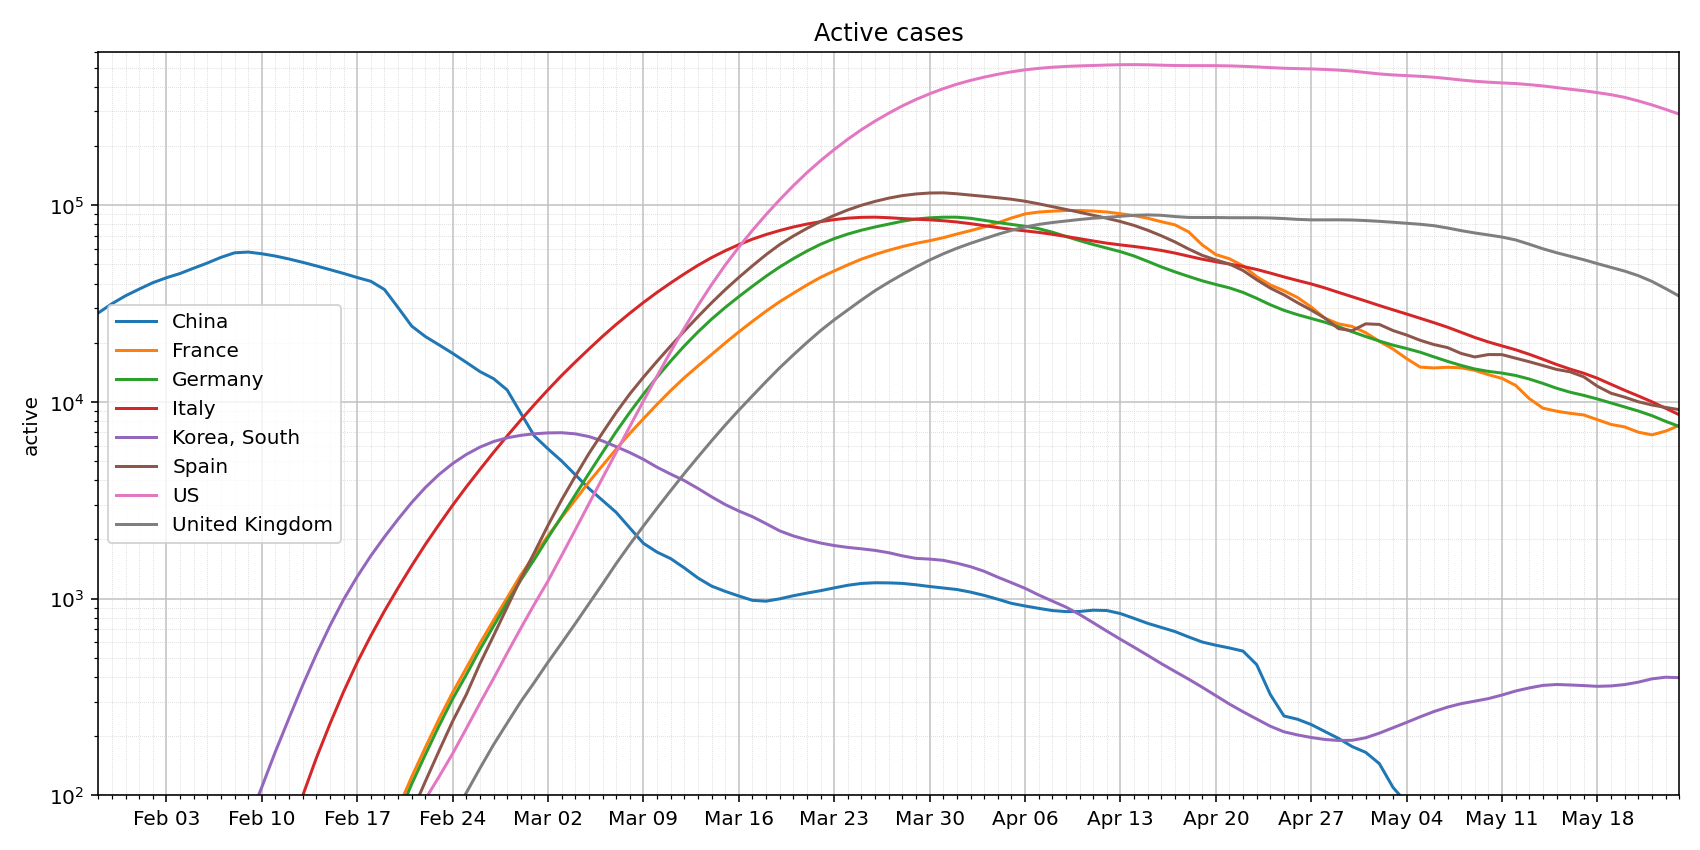 Active cases
active
10^5
10^4
10^3
10^2
China
France
Germany
Italy
Korea, South
Spain
US
United Kingdom
Feb 03 Feb 10 Feb 17 Feb 24 Mar 02 Mar 09 Mar 16 Mar 23 Mar 30 Apr 06 Apr 13 Apr 20 Apr 27 May 04 May 11 May 18